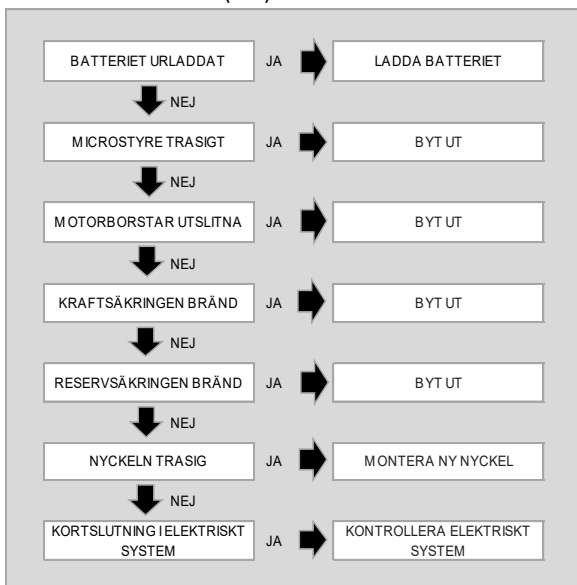 BATTERIET URLADDAT JA LADDA BATTERIET
NEJ
MICROSTYRE TRASIGT JA BYT UT
NEJ
MOTORBORSTAR UTSLITNA JA BYT UT
NEJ
KRAFTSÄKRINGEN BRÄND JA BYT UT
NEJ
RESERVSÄKRINGEN BRÄND JA BYT UT
NEJ
NYCKELN TRASIG JA MONTERA NY NYCKEL
NEJ
KORTSLUTNING I ELEKTRISKT
SYSTEM
JA
KONTROLLERA ELEKTRISKT
SYSTEM